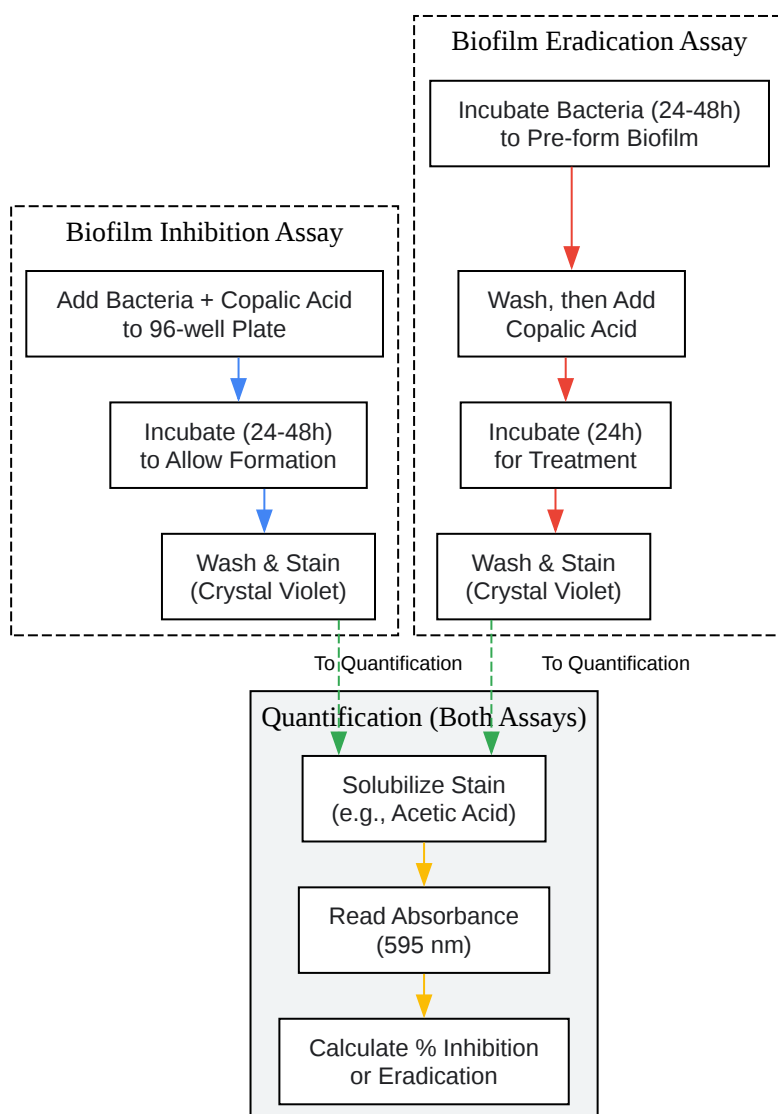 Biofilm Eradication Assay
Incubate Bacteria (24-48h)
to Pre-form Biofilm
Wash, then Add
Copalic Acid
Incubate (24h)
for Treatment
Wash & Stain
(Crystal Violet)
Biofilm Inhibition Assay
Add Bacteria + Copalic Acid
to 96-well Plate
Incubate (24-48h)
to Allow Formation
Wash & Stain
(Crystal Violet)
To Quantification
To Quantification
Quantification (Both Assays)
Solubilize Stain
(e.g., Acetic Acid)
Read Absorbance
(595 nm)
Calculate % Inhibition
or Eradication